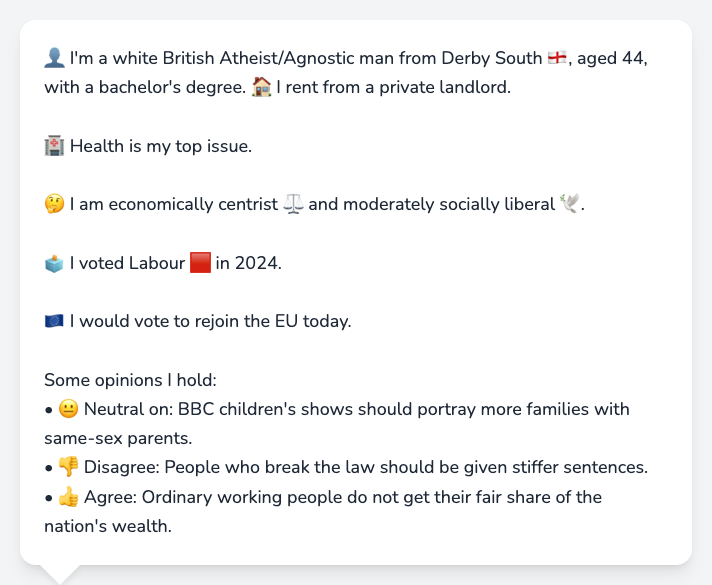 👤 I'm a white British Atheist/Agnostic man from Derby South 🏴󠁧󠁢󠁥󠁮󠁧󠁿, aged 44,
with a bachelor's degree. 🏠 I rent from a private landlord.
🏥 Health is my top issue.
🤔 I am economically centrist ⚖️ and moderately socially liberal 🕊️.
🗳️ I voted Labour 🟥 in 2024.
🇪🇺 I would vote to rejoin the EU today.
Some opinions I hold:
• 😐 Neutral on: BBC children's shows should portray more families with
same-sex parents.
• 👎 Disagree: People who break the law should be given stiffer sentences.
• 👍 Agree: Ordinary working people do not get their fair share of the
nation's wealth.